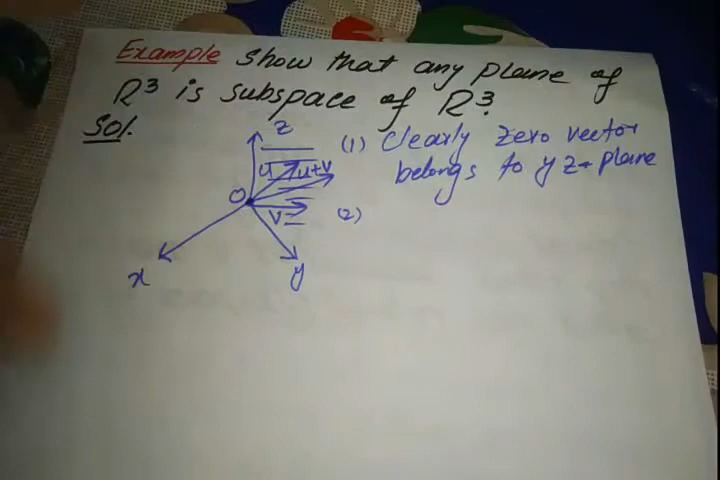 Example Show that any plane of
R³ is subspace of R³?
Sol.
z
(1) Clearly zero vector
belongs to yz-plane
u u+v
O
v
(2)
x
y